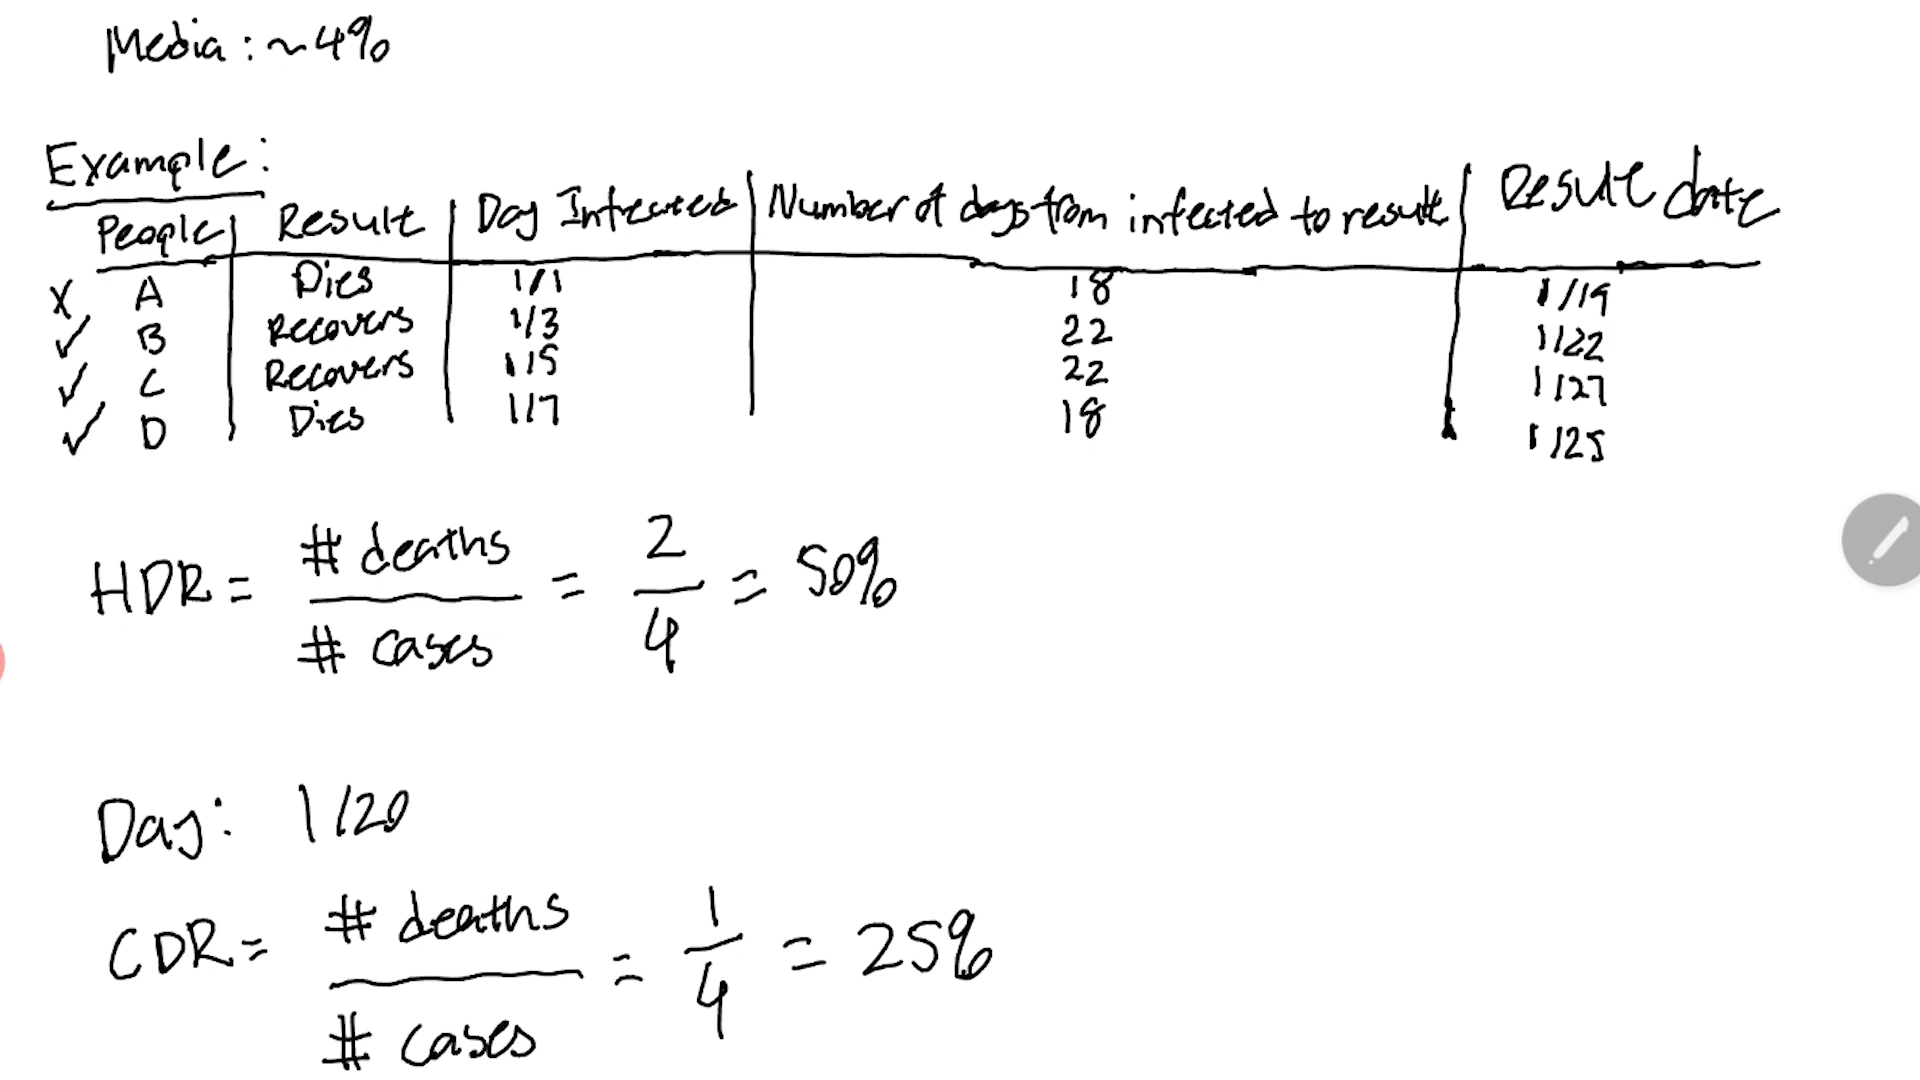 Media: ~4%
Example:
People | Result | Day Infected | Number of days from infected to result | Result date
X A Dies 1/1 18 1/19
✓ B Recovers 1/3 22 1/22
✓ C Recovers 1/5 22 1/27
✓ D Dies 1/7 18 1/25
HDR = # deaths / # cases = 2/4 = 50%
Day: 1/20
CDR = # deaths / # cases = 1/4 = 25%